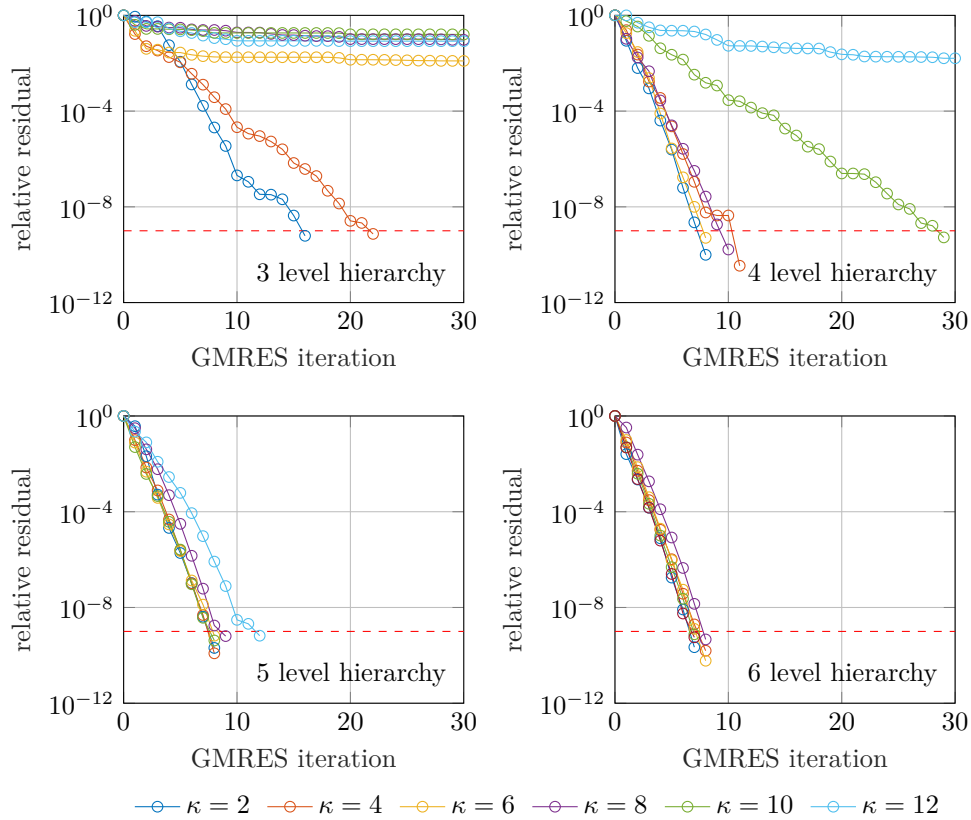 10^0
10^-4
10^-8
10^-12
relative residual
0
10
20
30
GMRES iteration
3 level hierarchy
10^0
10^-4
10^-8
10^-12
relative residual
0
10
20
30
GMRES iteration
4 level hierarchy
10^0
10^-4
10^-8
10^-12
relative residual
0
10
20
30
GMRES iteration
5 level hierarchy
10^0
10^-4
10^-8
10^-12
relative residual
0
10
20
30
GMRES iteration
6 level hierarchy
κ = 2 κ = 4 κ = 6 κ = 8 κ = 10 κ = 12